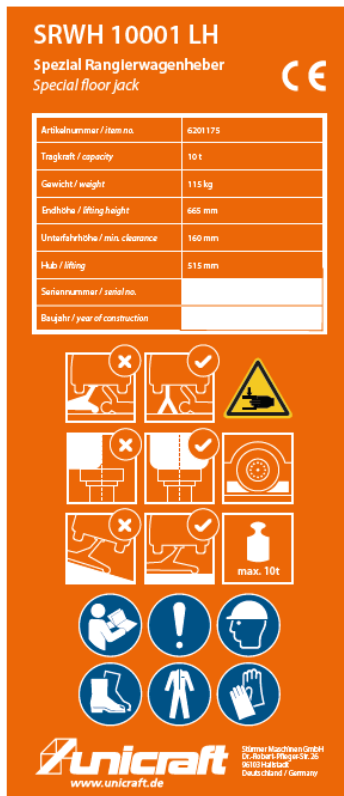 SRWH 10001 LH
Spezial Rangierwagenheber
Special floor jack
CE
Artikelnummer / item no. 6201175
Tragkraft / capacity 10 t
Gewicht / weight 115 kg
Endhöhe / lifting height 665 mm
Unterfahrhöhe / min. clearance 160 mm
Hub / lifting 515 mm
Seriennummer / serial no.
Baujahr / year of construction
max. 10t
unicraft
www.unicraft.de
Stürmer Maschinen GmbH
Dr.-Robert-Pfleger-Str. 26
96103 Hallstadt
Deutschland / Germany